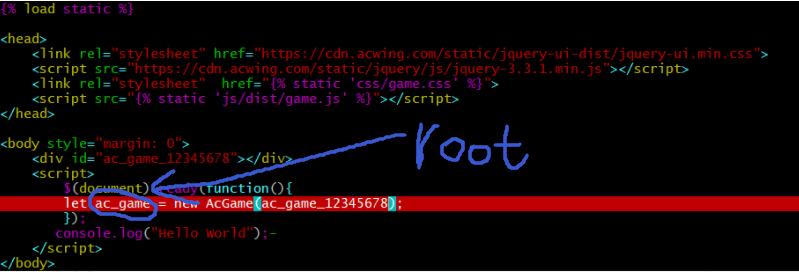 {% load static %}
<head>
<link rel="stylesheet" href="https://cdn.acwing.com/static/jquery-ui-dist/jquery-ui.min.css">
<script src="https://cdn.acwing.com/static/jquery/js/jquery-3.3.1.min.js"></script>
<link rel="stylesheet" href="{% static 'css/game.css' %}">
<script src="{% static 'js/dist/game.js' %}"></script>
</head>
<body style="margin: 0">
<div id="ac_game_12345678"></div>
root
<script>
$(document).ready(function(){
let ac_game = new AcGame(ac_game_12345678);
});
console.log("Hello World");-
</script>
</body>